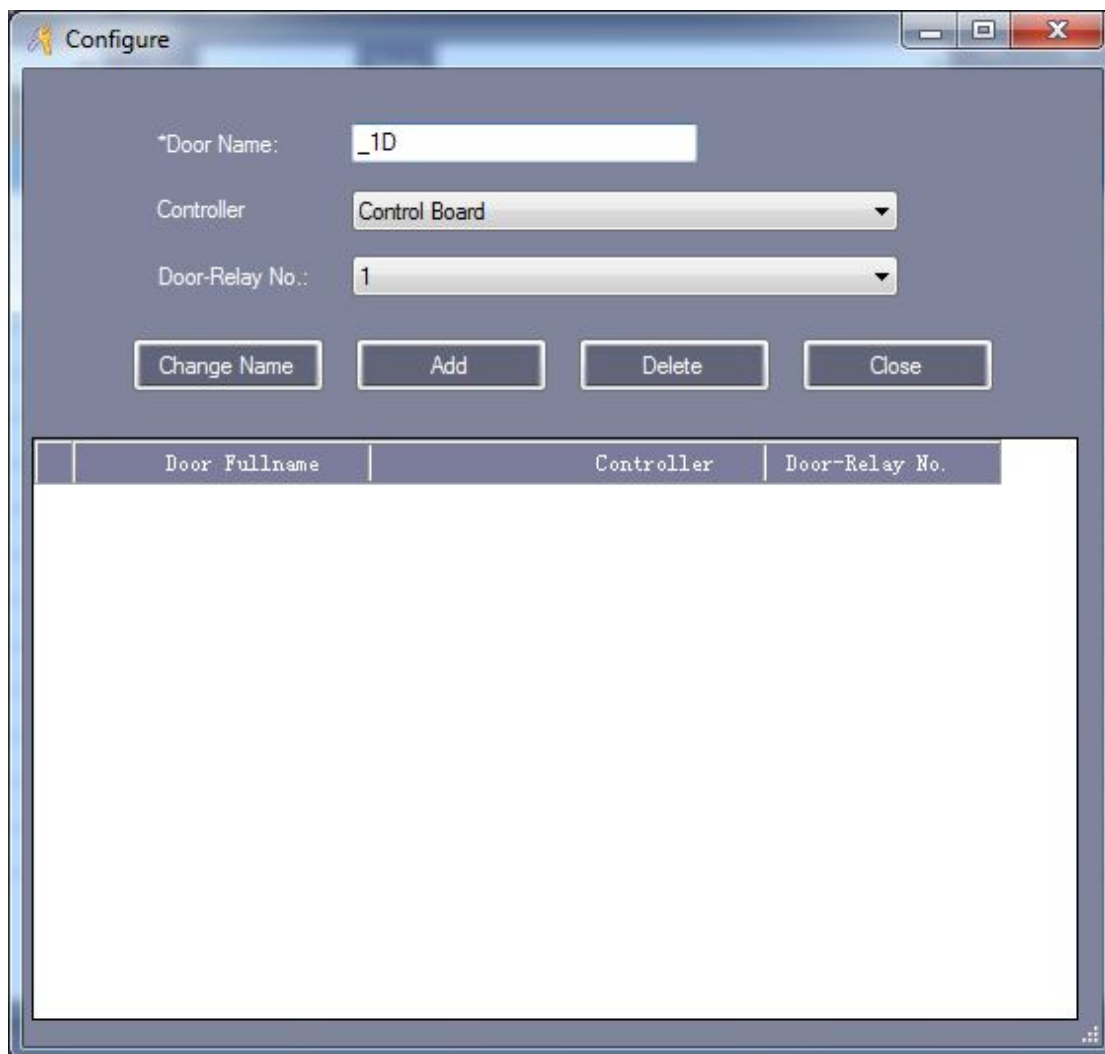 Configure
*Door Name: _1D
Controller Control Board
Door-Relay No.: 1
Change Name Add Delete Close
Door Fullname Controller Door-Relay No.